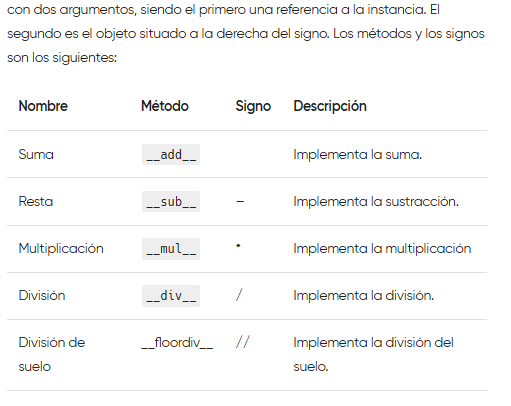 con dos argumentos, siendo el primero una referencia a la instancia. El
segundo es el objeto situado a la derecha del signo. Los métodos y los signos
son los siguientes:
Nombre Método Signo Descripción
Suma __add__ Implementa la suma.
Resta __sub__ – Implementa la sustracción.
Multiplicación __mul__ * Implementa la multiplicación
División __div__ / Implementa la división.
División de __floordiv__ // Implementa la división del
suelo suelo.